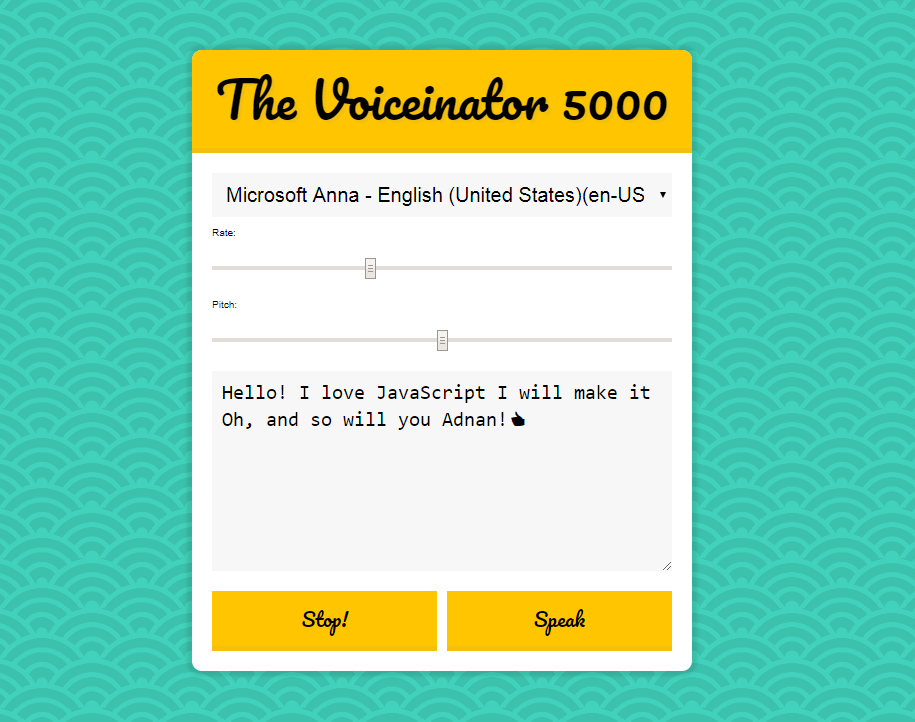 The Voiceinator 5000
Microsoft Anna - English (United States)(en-US
Rate:
Pitch:
Hello! I love JavaScript I will make it
Oh, and so will you Adnan!
Stop!
Speak